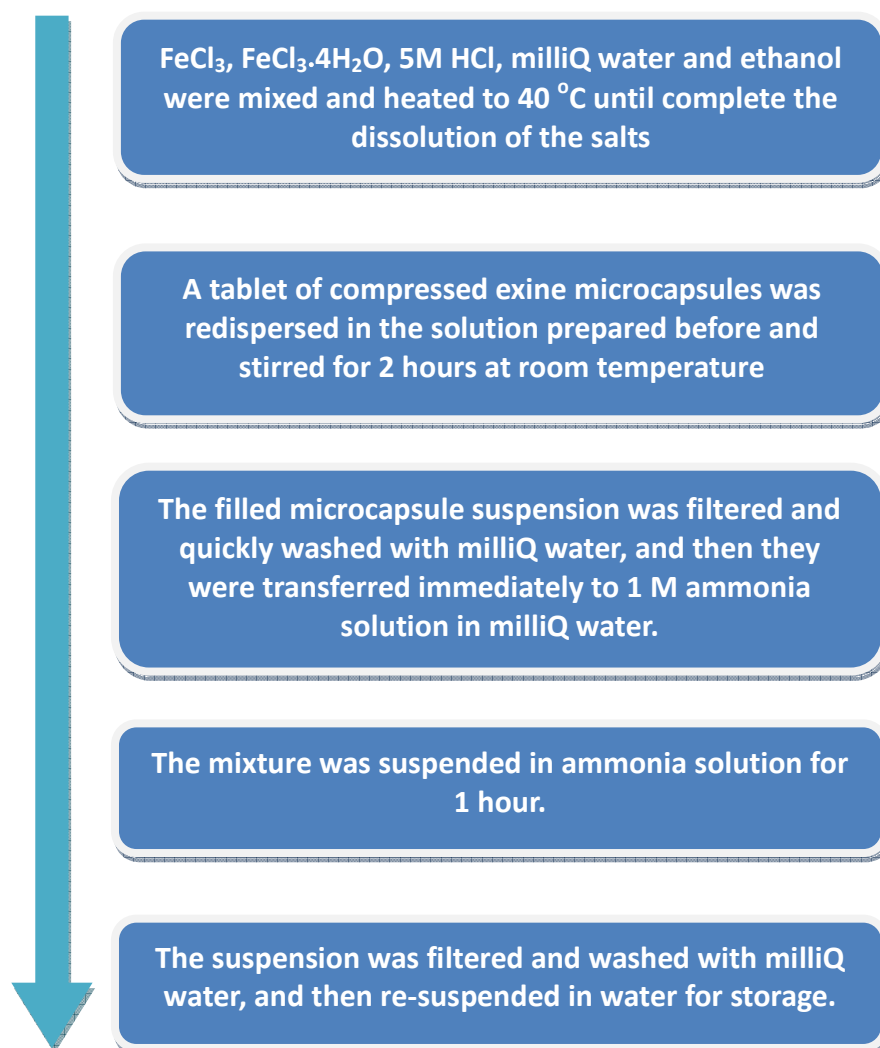 FeCl₃, FeCl₃.4H₂O, 5M HCl, milliQ water and ethanol
were mixed and heated to 40 °C until complete the
dissolution of the salts
A tablet of compressed exine microcapsules was
redispersed in the solution prepared before and
stirred for 2 hours at room temperature
The filled microcapsule suspension was filtered and
quickly washed with milliQ water, and then they
were transferred immediately to 1 M ammonia
solution in milliQ water.
The mixture was suspended in ammonia solution for
1 hour.
The suspension was filtered and washed with milliQ
water, and then re-suspended in water for storage.